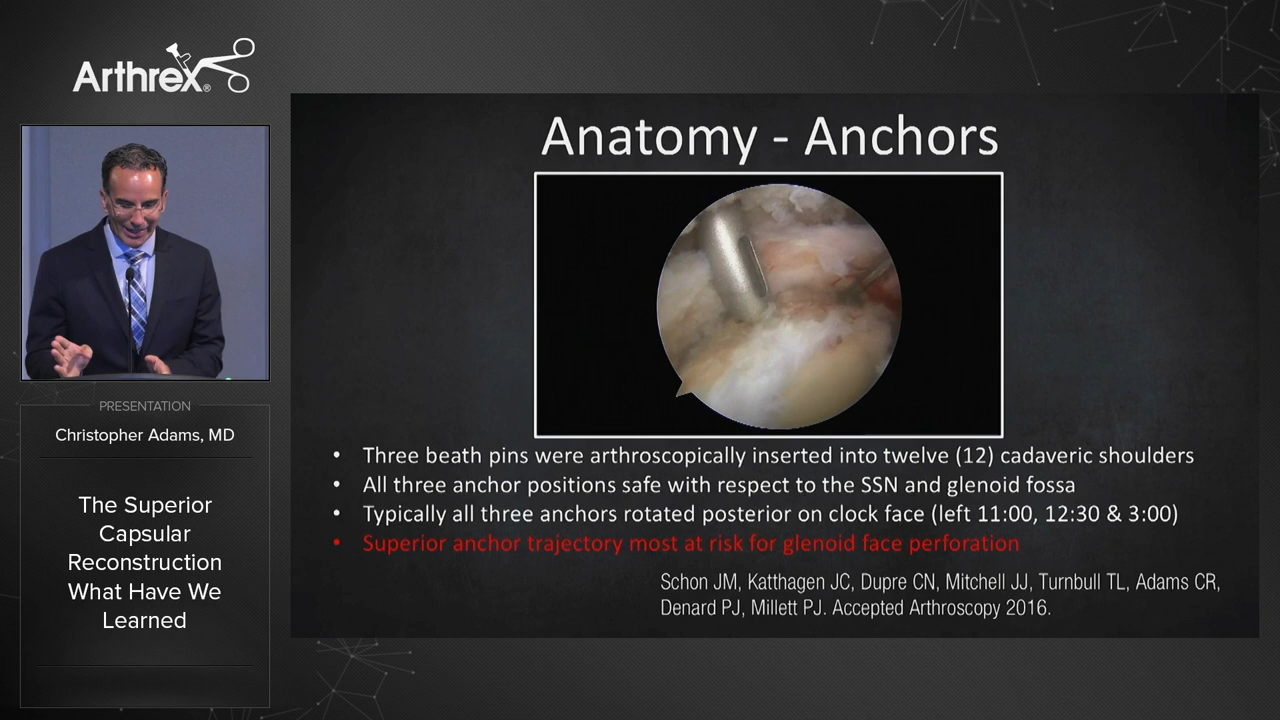 Arthrex®
PRESENTATION
Christopher Adams, MD
The Superior
Capsular
Reconstruction
What Have We
Learned
Anatomy - Anchors
• Three beath pins were arthroscopically inserted into twelve (12) cadaveric shoulders
• All three anchor positions safe with respect to the SSN and glenoid fossa
• Typically all three anchors rotated posterior on clock face (left 11:00, 12:30 & 3:00)
• Superior anchor trajectory most at risk for glenoid face perforation
Schon JM, Katthagen JC, Dupre CN, Mitchell JJ, Turnbull TL, Adams CR,
Denard PJ, Millett PJ. Accepted Arthroscopy 2016.